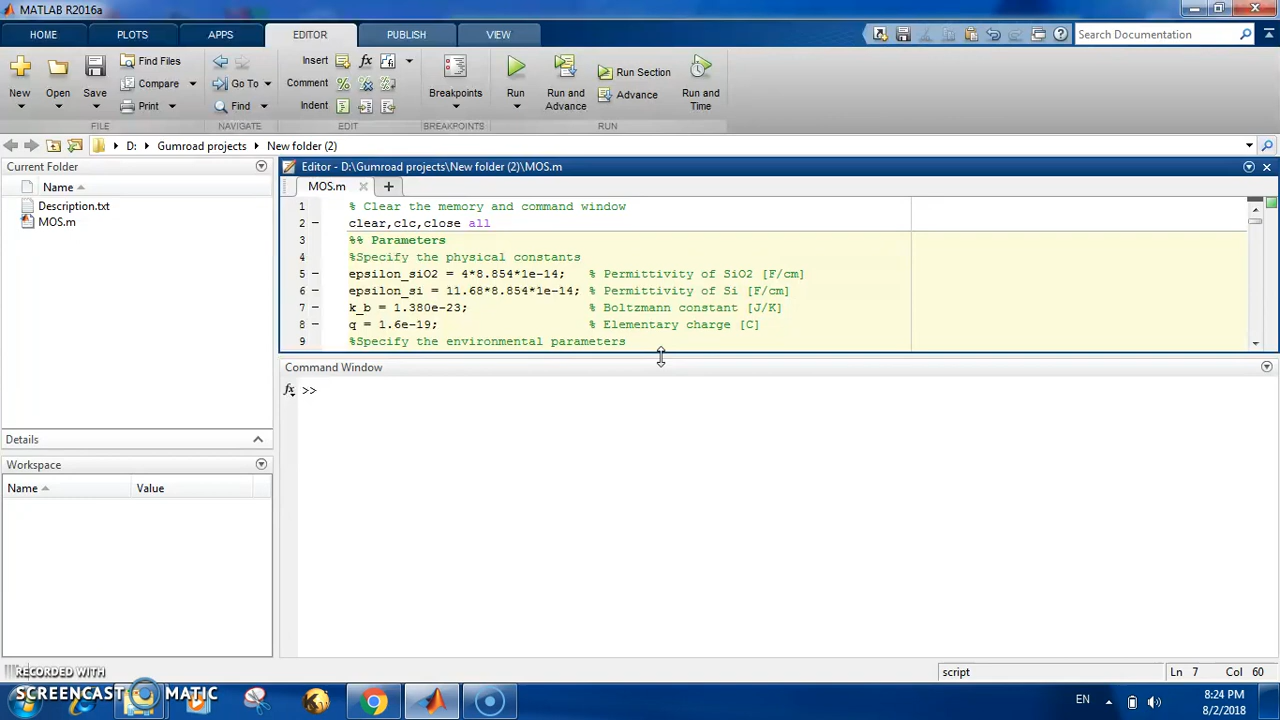 MATLAB R2016a
HOME PLOTS APPS EDITOR PUBLISH VIEW Search Documentation
New Open Save Find Files Compare Print
FILE
Go To Find
NAVIGATE
Insert fx
Comment
Indent
EDIT
Breakpoints
BREAKPOINTS
Run Run and Advance Run Section Advance Run and Time
RUN
D: Gumroad projects New folder (2)
Current Folder
Name
Description.txt
MOS.m
Details
Workspace
Name Value
Editor - D:\Gumroad projects\New folder (2)\MOS.m
MOS.m
1 % Clear the memory and command window
2 – clear,clc,close all
3 %% Parameters
4 %Specify the physical constants
5 – epsilon_siO2 = 4*8.854*1e-14; % Permittivity of SiO2 [F/cm]
6 – epsilon_si = 11.68*8.854*1e-14; % Permittivity of Si [F/cm]
7 – k_b = 1.380e-23; % Boltzmann constant [J/K]
8 – q = 1.6e-19; % Elementary charge [C]
9 %Specify the environmental parameters
Command Window
fx >>
script Ln 7 Col 60
RECORDED WITH
SCREENCAST MATIC
EN 8:24 PM
8/2/2018